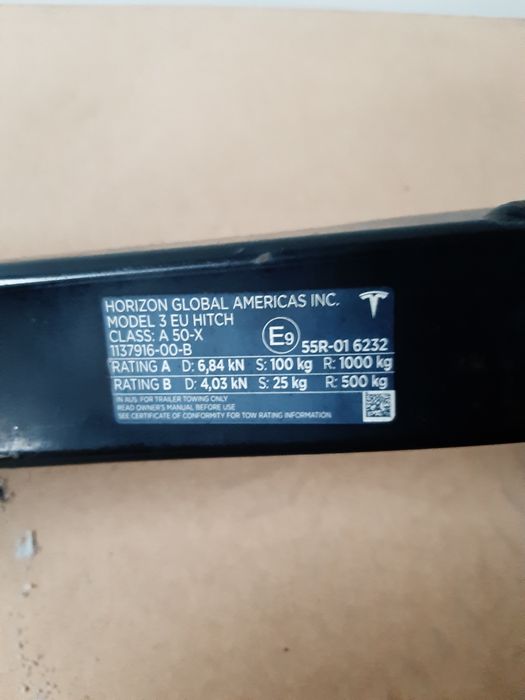 HORIZON GLOBAL AMERICAS INC.
MODEL 3 EU HITCH
CLASS: A 50-X
1137916-00-B
E9 55R-01 6232
RATING A D: 6,84 kN S: 100 kg R: 1000 kg
RATING B D: 4,03 kN S: 25 kg R: 500 kg
IN AUS: FOR TRAILER TOWING ONLY
READ OWNER'S MANUAL BEFORE USE
SEE CERTIFICATE OF CONFORMITY FOR TOW RATING INFORMATION